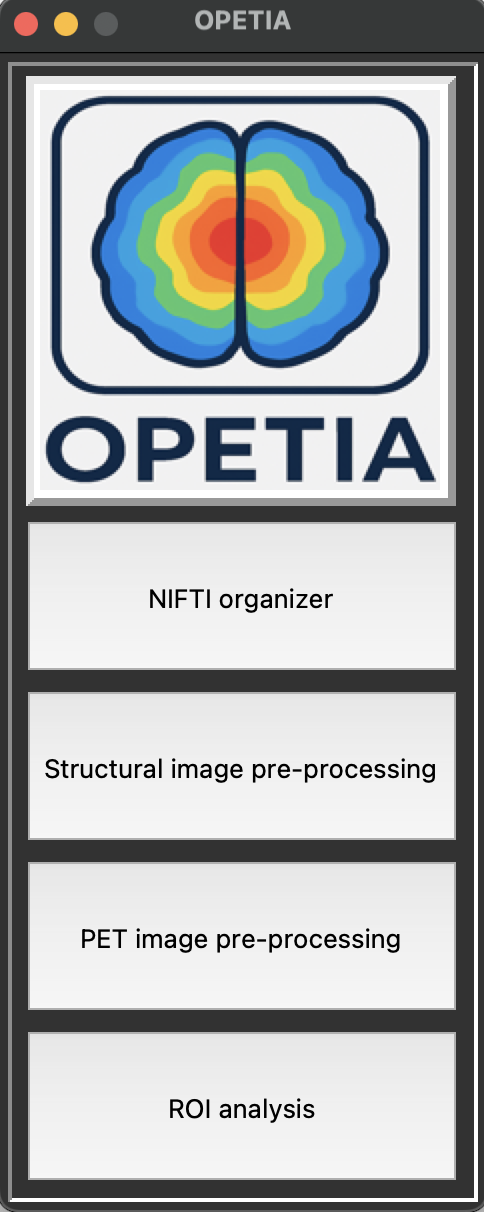 OPETIA
OPETIA
NIFTI organizer
Structural image pre-processing
PET image pre-processing
ROI analysis